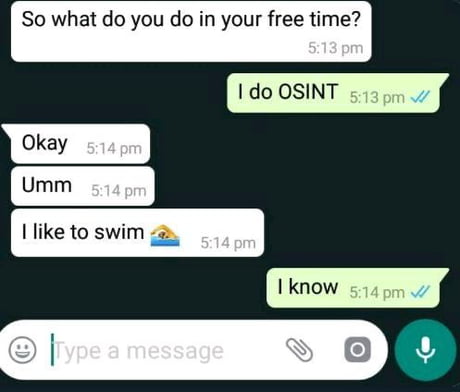 So what do you do in your free time?
5:13 pm
I do OSINT 5:13 pm
Okay 5:14 pm
Umm 5:14 pm
I like to swim 🏊 5:14 pm
I know 5:14 pm
Type a message